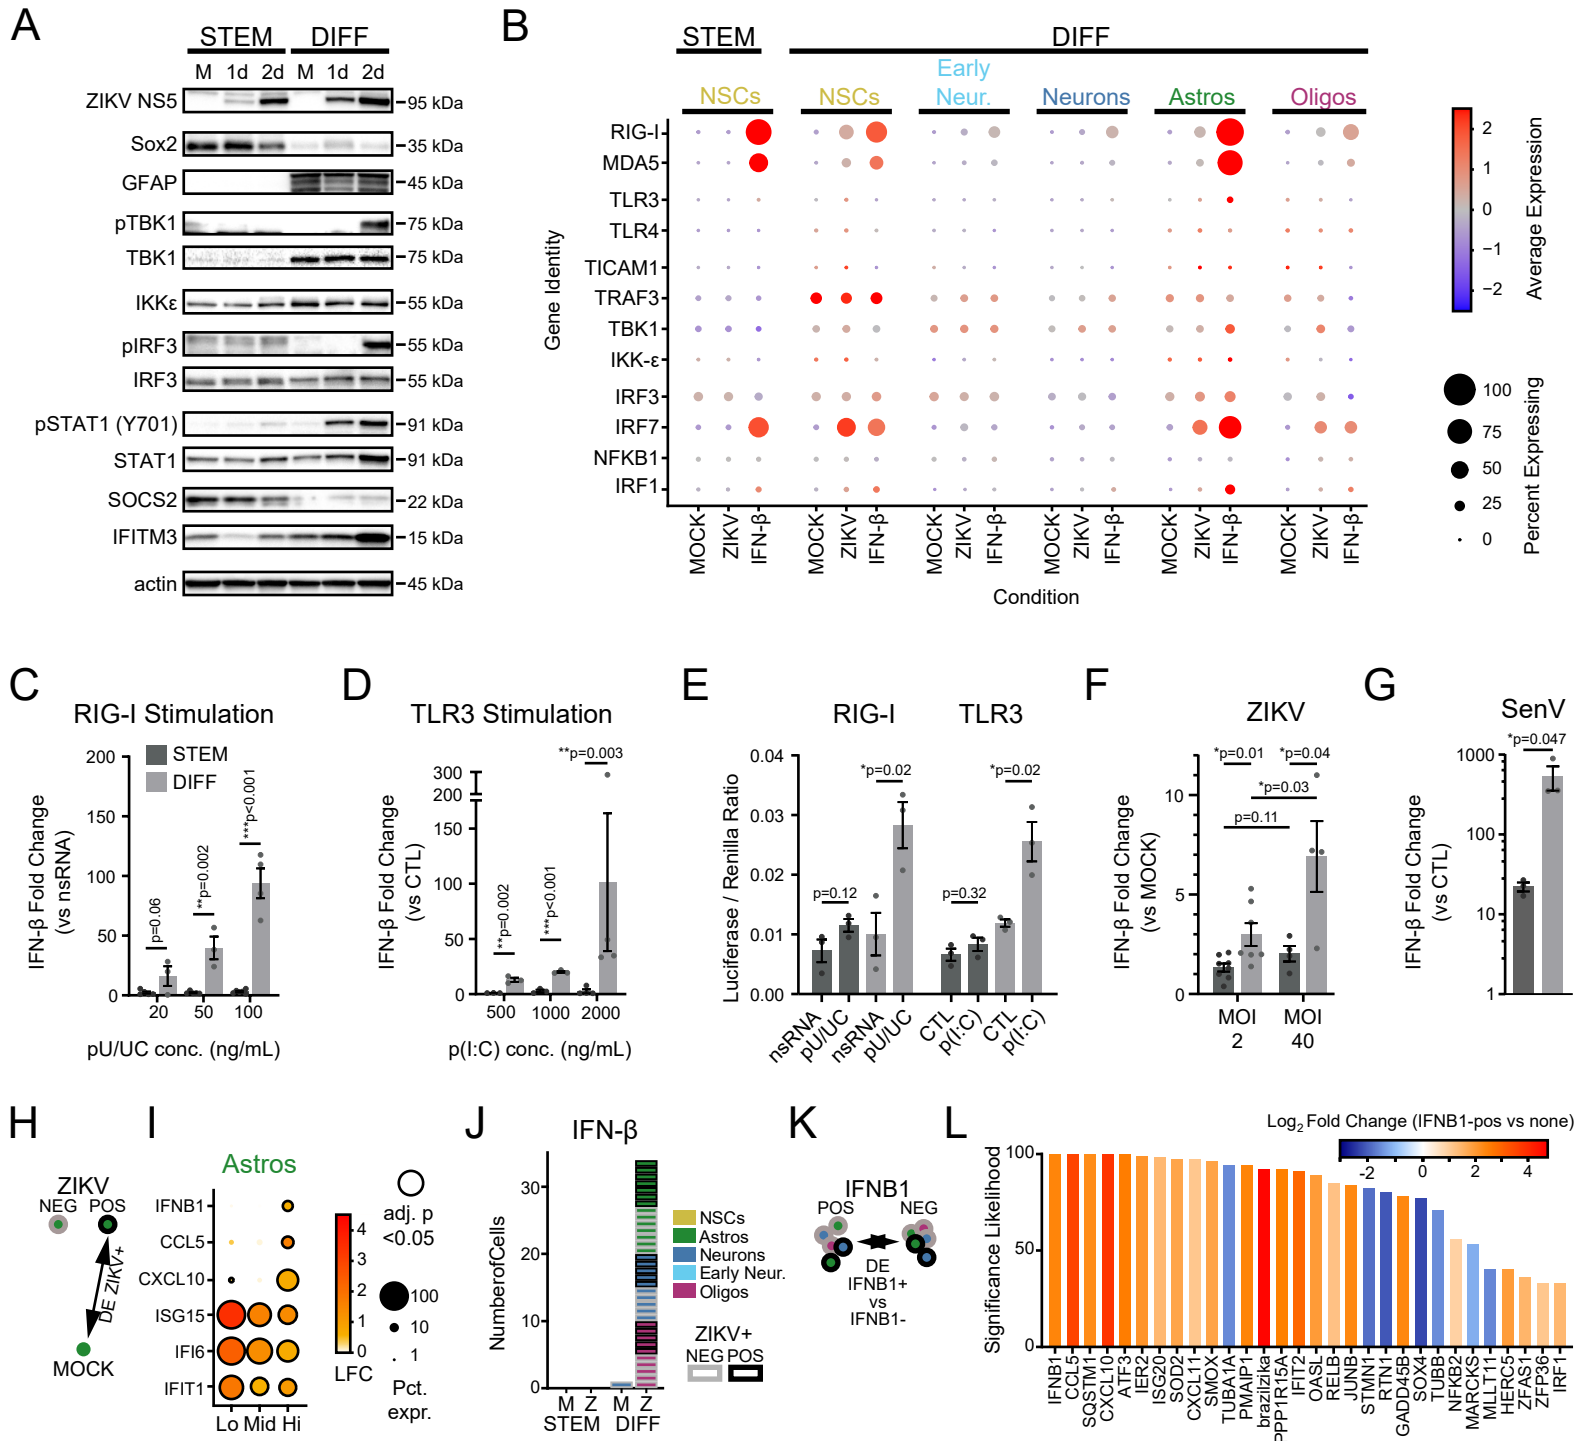 A
STEM DIFF
M 1d 2d M 1d 2d
ZIKV NS5 95 kDa
Sox2 35 kDa
GFAP 45 kDa
pTBK1 75 kDa
TBK1 75 kDa
IKKε 55 kDa
pIRF3 55 kDa
IRF3 55 kDa
pSTAT1 (Y701) 91 kDa
STAT1 91 kDa
SOCS2 22 kDa
IFITM3 15 kDa
actin 45 kDa
B
STEM DIFF
NSCs NSCs Early Neur. Neurons Astros Oligos
Gene Identity
RIG-I
MDA5
TLR3
TLR4
TICAM1
TRAF3
TBK1
IKK-ε
IRF3
IRF7
NFKB1
IRF1
MOCK ZIKV IFN-β MOCK ZIKV IFN-β MOCK ZIKV IFN-β MOCK ZIKV IFN-β MOCK ZIKV IFN-β MOCK ZIKV IFN-β
Condition
2
1
0
−1
−2
Average Expression
100
75
50
25
0
Percent Expressing
C
RIG-I Stimulation
IFN-β Fold Change
(vs nsRNA)
200
150
100
50
0
STEM
DIFF
p=0.06
**p=0.002
***p<0.001
20 50 100
pU/UC conc. (ng/mL)
D
TLR3 Stimulation
IFN-β Fold Change
(vs CTL)
300
200
150
100
50
0
**p=0.002
***p<0.001
**p=0.003
500 1000 2000
p(I:C) conc. (ng/mL)
E
RIG-I TLR3
Luciferase / Renilla Ratio
0.04
0.03
0.02
0.01
0.00
p=0.12
*p=0.02
p=0.32
*p=0.02
nsRNA pU/UC nsRNA pU/UC CTL p(I:C) CTL p(I:C)
F
ZIKV
IFN-β Fold Change
(vs MOCK)
10
5
0
*p=0.01 *p=0.04
*p=0.03
p=0.11
MOI MOI
2 40
G
SenV
IFN-β Fold Change
(vs CTL)
*p=0.047
1000
100
10
1
H
ZIKV
NEG POS
DE ZIKV+
MOCK
I
Astros
IFNB1
CCL5
CXCL10
ISG15
IFI6
IFIT1
Lo Mid Hi
4
3
2
1
0
LFC
adj. p
<0.05
100
10
1
Pct.
expr.
J
IFN-β
NumberofCells
30
20
10
0
M Z M Z
STEM DIFF
NSCs
Astros
Neurons
Early Neur.
Oligos
ZIKV+
NEG POS
K
IFNB1
POS NEG
DE
IFNB1+
vs
IFNB1-
L
Log2 Fold Change (IFNB1-pos vs none)
-2 0 2 4
Significance Likelihood
100
50
0
IFNB1 CCL5 SQSTM1 CXCL10 ATF3 IER2 ISG20 SOD2 CXCL11 SMOX TUBA1A PMAIP1 brazilzika PPP1R15A IFIT2 OASL RELB JUNB STMN1 RTN1 GADD45B SOX4 TUBB NFKB2 MARCKS MLLT11 HERC5 ZFAS1 ZFP36 IRF1